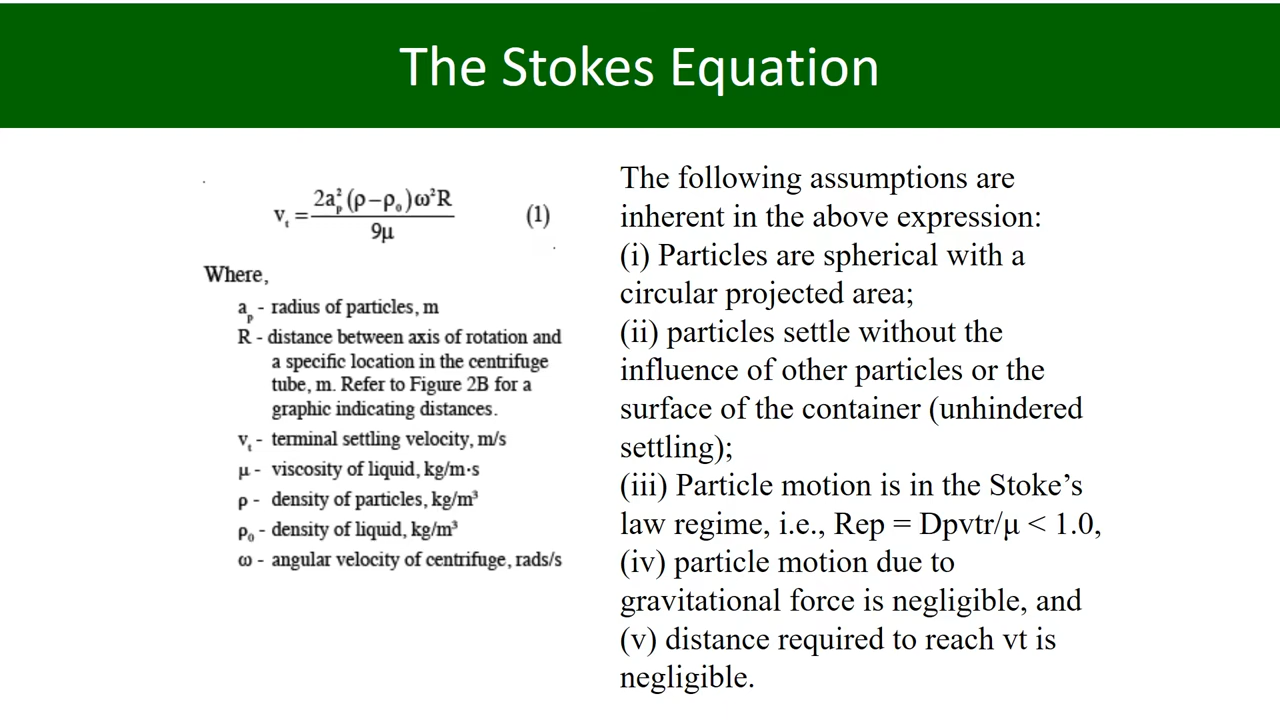 The Stokes Equation
vₜ = 2aₚ²(ρ−ρ₀)ω²R / 9μ (1)
Where,
aₚ - radius of particles, m
R - distance between axis of rotation and
a specific location in the centrifuge
tube, m. Refer to Figure 2B for a
graphic indicating distances.
vₜ - terminal settling velocity, m/s
μ - viscosity of liquid, kg/m·s
ρ - density of particles, kg/m³
ρ₀ - density of liquid, kg/m³
ω - angular velocity of centrifuge, rads/s
The following assumptions are
inherent in the above expression:
(i) Particles are spherical with a
circular projected area;
(ii) particles settle without the
influence of other particles or the
surface of the container (unhindered
settling);
(iii) Particle motion is in the Stoke’s
law regime, i.e., Rep = Dpvtr/μ < 1.0,
(iv) particle motion due to
gravitational force is negligible, and
(v) distance required to reach vt is
negligible.